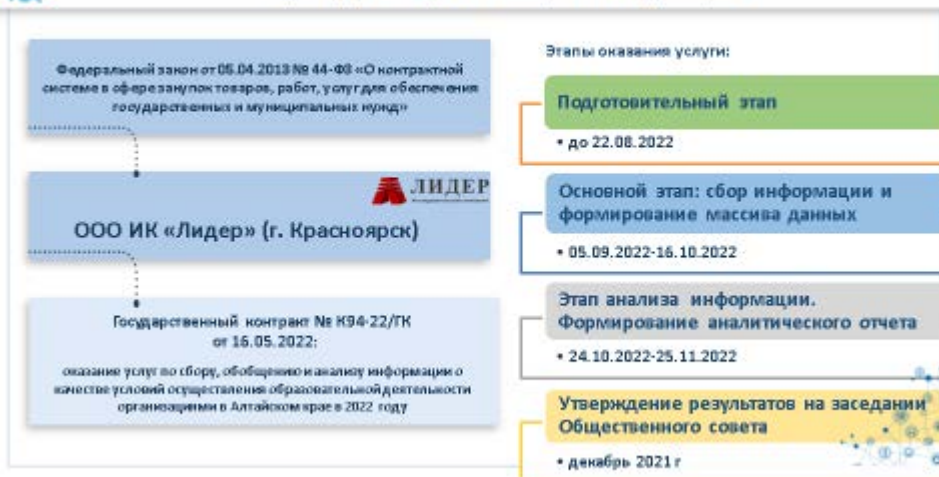 Федеральный закон от 05.04.2013 № 44-ФЗ «О контрактной
системе в сфере закупок товаров, работ, услуг для обеспечения
государственных и муниципальных нужд»
ЛИДЕР
ООО ИК «Лидер» (г. Красноярск)
Государственный контракт № К94-22/ГК
от 16.05.2022:
оказание услуг по сбору, обобщению и анализу информации о
качестве условий осуществления образовательной деятельности
организациями в Алтайском крае в 2022 году
Этапы оказания услуги:
Подготовительный этап
• до 22.08.2022
Основной этап: сбор информации и
формирование массива данных
• 05.09.2022-16.10.2022
Этап анализа информации.
Формирование аналитического отчета
• 24.10.2022-25.11.2022
Утверждение результатов на заседании
Общественного совета
• декабрь 2021 г